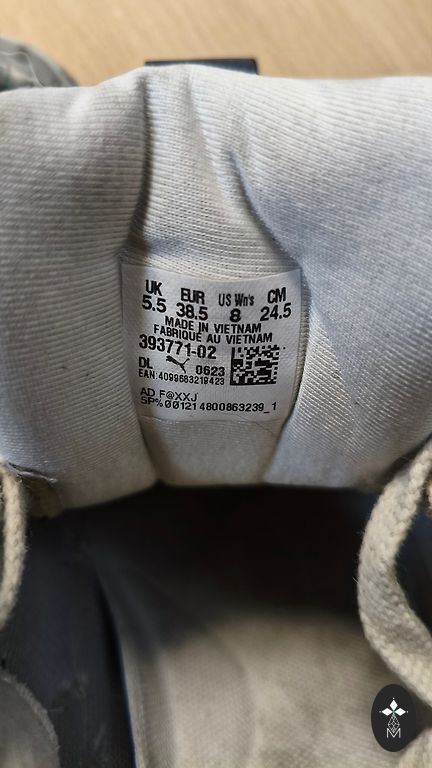 UK EUR US Wn's CM
5.5 38.5 8 24.5
MADE IN VIETNAM
FABRIQUÉ AU VIETNAM
393771-02
DL 0623
EAN:4099683219423
AD F@XXJ
SP%001214800863239_1
M